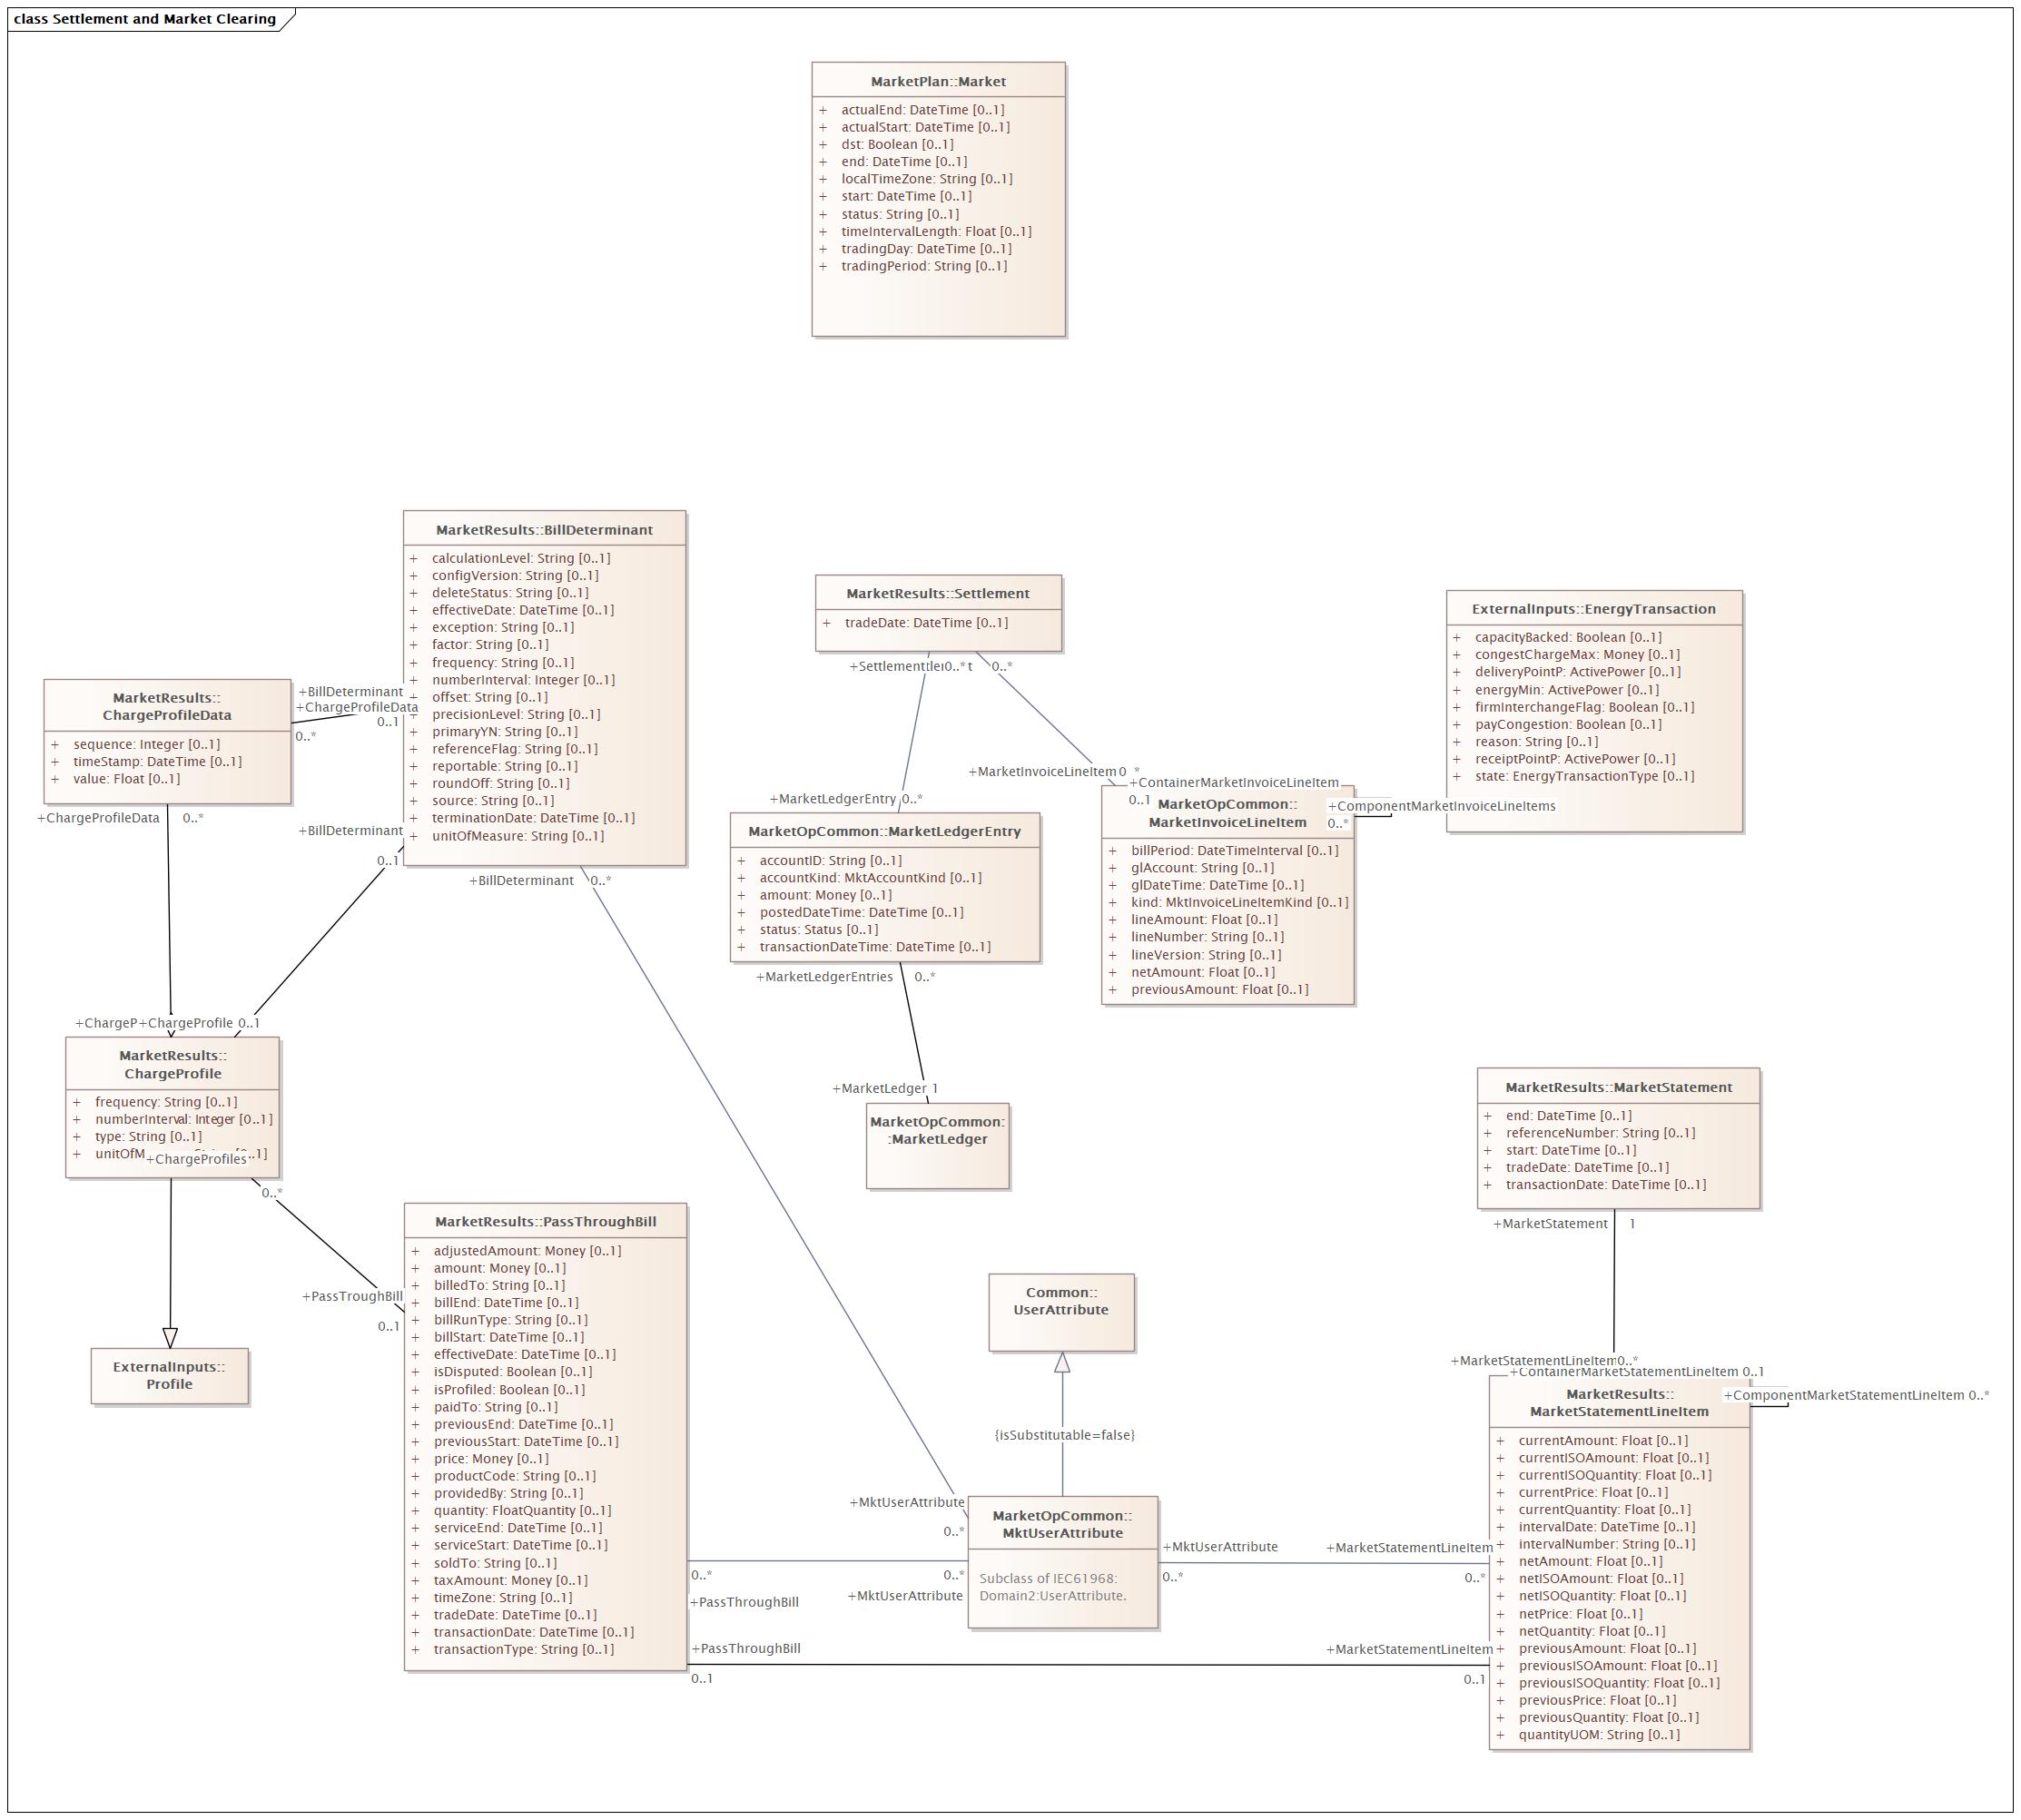 class Settlement and Market Clearing
MarketPlan::Market
+ actualEnd: DateTime [0..1]
+ actualStart: DateTime [0..1]
+ dst: Boolean [0..1]
+ end: DateTime [0..1]
+ localTimeZone: String [0..1]
+ start: DateTime [0..1]
+ status: String [0..1]
+ timeIntervalLength: Float [0..1]
+ tradingDay: DateTime [0..1]
+ tradingPeriod: String [0..1]
MarketResults::BillDeterminant
+ calculationLevel: String [0..1]
+ configVersion: String [0..1]
+ deleteStatus: String [0..1]
+ effectiveDate: DateTime [0..1]
+ exception: String [0..1]
+ factor: String [0..1]
+ frequency: String [0..1]
+ numberInterval: Integer [0..1]
+ offset: String [0..1]
+ precisionLevel: String [0..1]
+ primaryYN: String [0..1]
+ referenceFlag: String [0..1]
+ reportable: String [0..1]
+ roundOff: String [0..1]
+ source: String [0..1]
+ terminationDate: DateTime [0..1]
+ unitOfMeasure: String [0..1]
MarketResults::Settlement
+ tradeDate: DateTime [0..1]
+Settlement
0..*
t
0..*
ExternalInputs::EnergyTransaction
+ capacityBacked: Boolean [0..1]
+ congestChargeMax: Money [0..1]
+ deliveryPointP: ActivePower [0..1]
+ energyMin: ActivePower [0..1]
+ firmInterchangeFlag: Boolean [0..1]
+ payCongestion: Boolean [0..1]
+ reason: String [0..1]
+ receiptPointP: ActivePower [0..1]
+ state: EnergyTransactionType [0..1]
MarketResults::
ChargeProfileData
+ sequence: Integer [0..1]
+ timeStamp: DateTime [0..1]
+ value: Float [0..1]
+BillDeterminant
+ChargeProfileData
0..1
0..*
+ChargeProfileData 0..*
+BillDeterminant
0..1
+BillDeterminant 0..*
+MarketInvoiceLineItem 0..*
+ContainerMarketInvoiceLineItem
0..1
+ComponentMarketInvoiceLineItems
0..*
MarketOpCommon::
MarketInvoiceLineItem
+ billPeriod: DateTimeInterval [0..1]
+ glAccount: String [0..1]
+ glDateTime: DateTime [0..1]
+ kind: MktInvoiceLineItemKind [0..1]
+ lineAmount: Float [0..1]
+ lineNumber: String [0..1]
+ lineVersion: String [0..1]
+ netAmount: Float [0..1]
+ previousAmount: Float [0..1]
+MarketLedgerEntry 0..*
MarketOpCommon::MarketLedgerEntry
+ accountID: String [0..1]
+ accountKind: MktAccountKind [0..1]
+ amount: Money [0..1]
+ postedDateTime: DateTime [0..1]
+ status: Status [0..1]
+ transactionDateTime: DateTime [0..1]
+MarketLedgerEntries 0..*
+MarketLedger 1
MarketOpCommon:
:MarketLedger
+ChargeP
+ChargeProfile 0..1
MarketResults::
ChargeProfile
+ frequency: String [0..1]
+ numberInterval: Integer [0..1]
+ type: String [0..1]
+ unitOfM
+ChargeProfiles
0..*
MarketResults::MarketStatement
+ end: DateTime [0..1]
+ referenceNumber: String [0..1]
+ start: DateTime [0..1]
+ tradeDate: DateTime [0..1]
+ transactionDate: DateTime [0..1]
+MarketStatement 1
+PassTroughBill
0..1
ExternalInputs::
Profile
MarketResults::PassThroughBill
+ adjustedAmount: Money [0..1]
+ amount: Money [0..1]
+ billedTo: String [0..1]
+ billEnd: DateTime [0..1]
+ billRunType: String [0..1]
+ billStart: DateTime [0..1]
+ effectiveDate: DateTime [0..1]
+ isDisputed: Boolean [0..1]
+ isProfiled: Boolean [0..1]
+ paidTo: String [0..1]
+ previousEnd: DateTime [0..1]
+ previousStart: DateTime [0..1]
+ price: Money [0..1]
+ productCode: String [0..1]
+ providedBy: String [0..1]
+ quantity: FloatQuantity [0..1]
+ serviceEnd: DateTime [0..1]
+ serviceStart: DateTime [0..1]
+ soldTo: String [0..1]
+ taxAmount: Money [0..1]
+ timeZone: String [0..1]
+ tradeDate: DateTime [0..1]
+ transactionDate: DateTime [0..1]
+ transactionType: String [0..1]
Common::
UserAttribute
{isSubstitutable=false}
+MktUserAttribute
0..*
MarketOpCommon::
MktUserAttribute
Subclass of IEC61968:
Domain2:UserAttribute.
0..*
+PassThroughBill
0..*
+MktUserAttribute
+MktUserAttribute
0..*
+MarketStatementLineItem
0..*
+PassThroughBill
0..1
+MarketStatementLineItem
0..1
+MarketStatementLineItem 0..*
+ContainerMarketStatementLineItem 0..1
+ComponentMarketStatementLineItem 0..*
MarketResults::
MarketStatementLineItem
+ currentAmount: Float [0..1]
+ currentISOAmount: Float [0..1]
+ currentISOQuantity: Float [0..1]
+ currentPrice: Float [0..1]
+ currentQuantity: Float [0..1]
+ intervalDate: DateTime [0..1]
+ intervalNumber: String [0..1]
+ netAmount: Float [0..1]
+ netISOAmount: Float [0..1]
+ netISOQuantity: Float [0..1]
+ netPrice: Float [0..1]
+ netQuantity: Float [0..1]
+ previousAmount: Float [0..1]
+ previousISOAmount: Float [0..1]
+ previousISOQuantity: Float [0..1]
+ previousPrice: Float [0..1]
+ previousQuantity: Float [0..1]
+ quantityUOM: String [0..1]